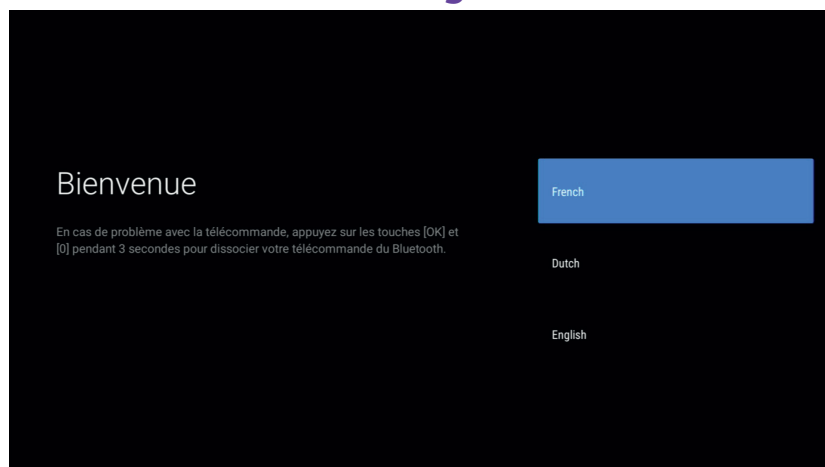 Bienvenue
En cas de problème avec la télécommande, appuyez sur les touches [OK] et
[0] pendant 3 secondes pour dissocier votre télécommande du Bluetooth.
French
Dutch
English